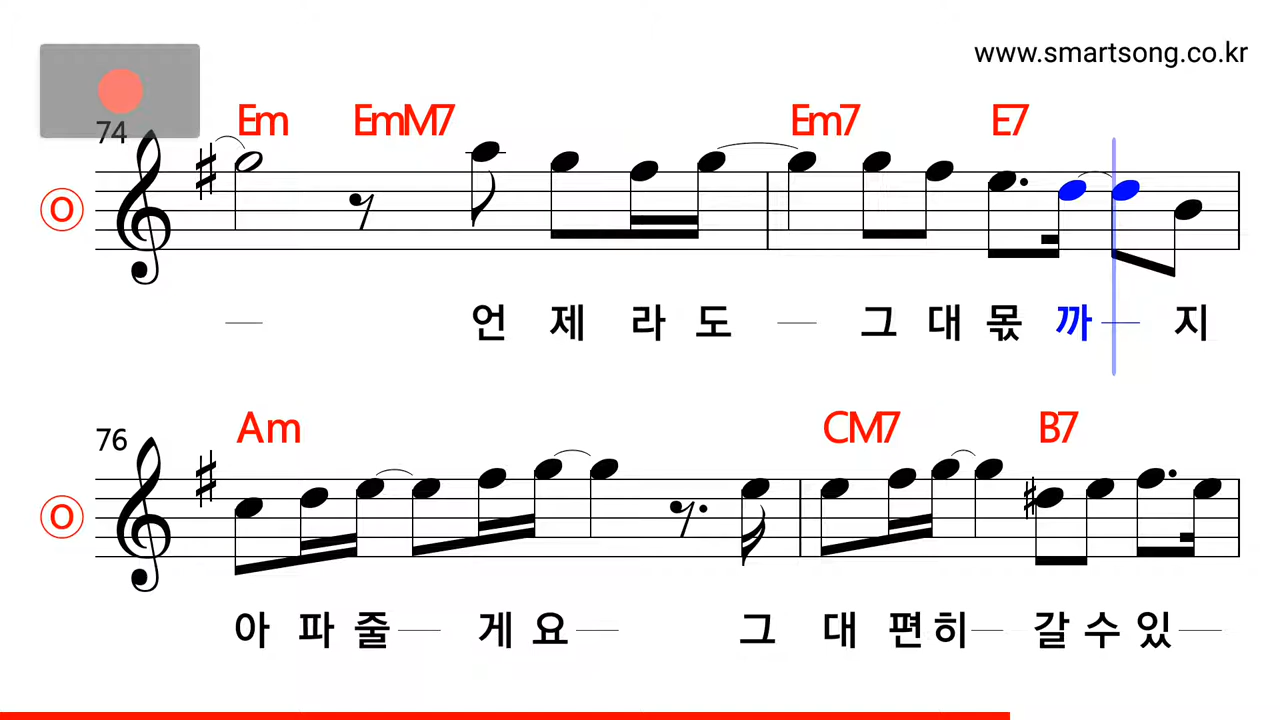 www.smartsong.co.kr
74 Em EmM7 Em7 E7
O
언 제 라 도 그 대 몫 까 지
76 Am CM7 B7
O
아 파 줄 게 요 그 대 편 히 갈 수 있